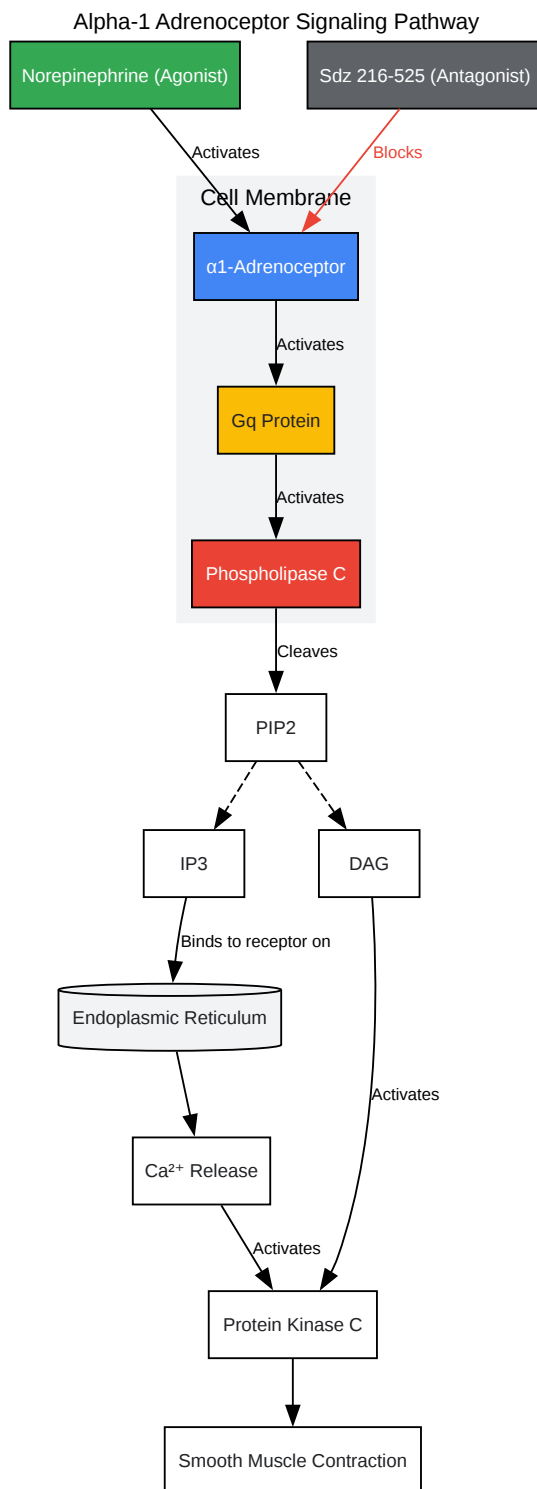 Alpha-1 Adrenoceptor Signaling Pathway
Norepinephrine (Agonist)
Sdz 216-525 (Antagonist)
Activates
Blocks
Cell Membrane
α1-Adrenoceptor
Activates
Gq Protein
Activates
Phospholipase C
Cleaves
PIP2
IP3
DAG
Binds to receptor on
Endoplasmic Reticulum
Activates
Ca²⁺ Release
Activates
Protein Kinase C
Smooth Muscle Contraction